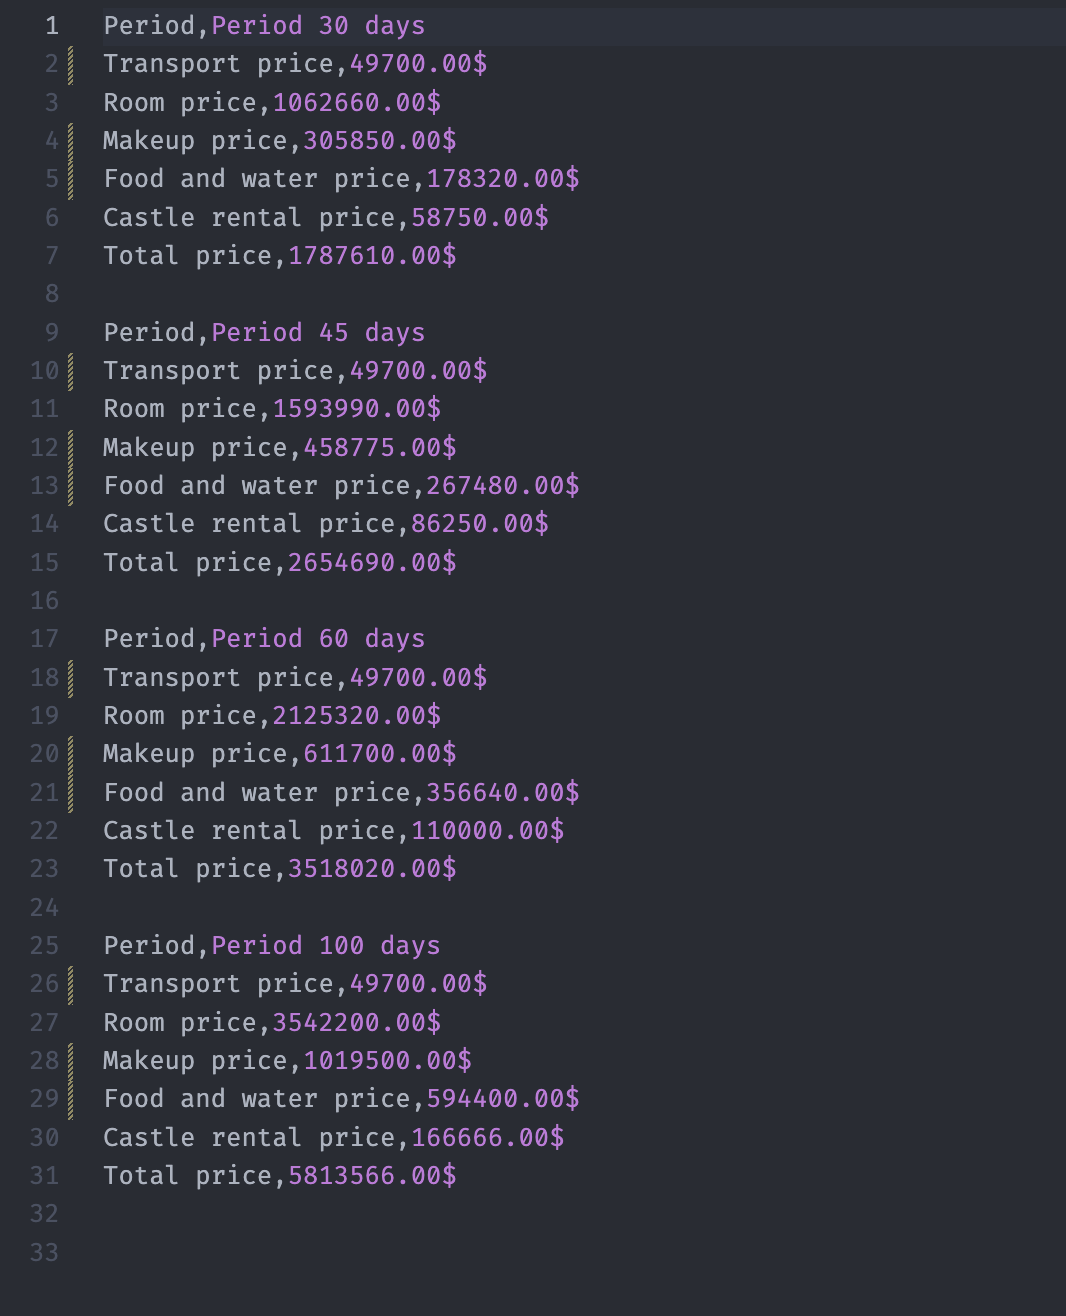 1 Period,Period 30 days
2 Transport price,49700.00$
3 Room price,1062660.00$
4 Makeup price,305850.00$
5 Food and water price,178320.00$
6 Castle rental price,58750.00$
7 Total price,1787610.00$
8
9 Period,Period 45 days
10 Transport price,49700.00$
11 Room price,1593990.00$
12 Makeup price,458775.00$
13 Food and water price,267480.00$
14 Castle rental price,86250.00$
15 Total price,2654690.00$
16
17 Period,Period 60 days
18 Transport price,49700.00$
19 Room price,2125320.00$
20 Makeup price,611700.00$
21 Food and water price,356640.00$
22 Castle rental price,110000.00$
23 Total price,3518020.00$
24
25 Period,Period 100 days
26 Transport price,49700.00$
27 Room price,3542200.00$
28 Makeup price,1019500.00$
29 Food and water price,594400.00$
30 Castle rental price,166666.00$
31 Total price,5813566.00$
32
33